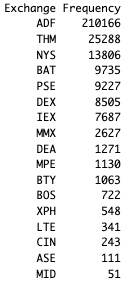 Exchange Frequency
ADF 210166
THM 25288
NYS 13806
BAT 9735
PSE 9227
DEX 8505
IEX 7687
MMX 2627
DEA 1271
MPE 1130
BTY 1063
BOS 722
XPH 548
LTE 341
CIN 243
ASE 111
MID 51